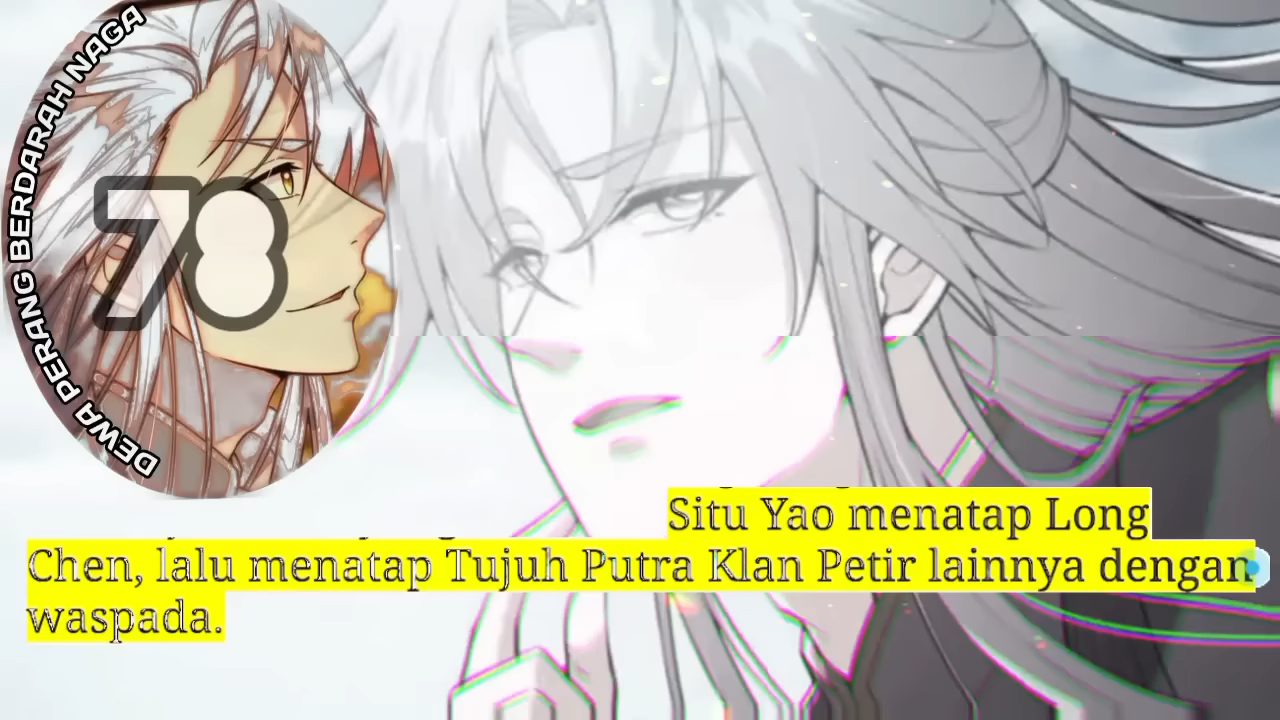 DEWA PERANG BERDARAH NAGA
78
Situ Yao menatap Long
Chen, lalu menatap Tujuh Putra Klan Petir lainnya dengan
waspada.